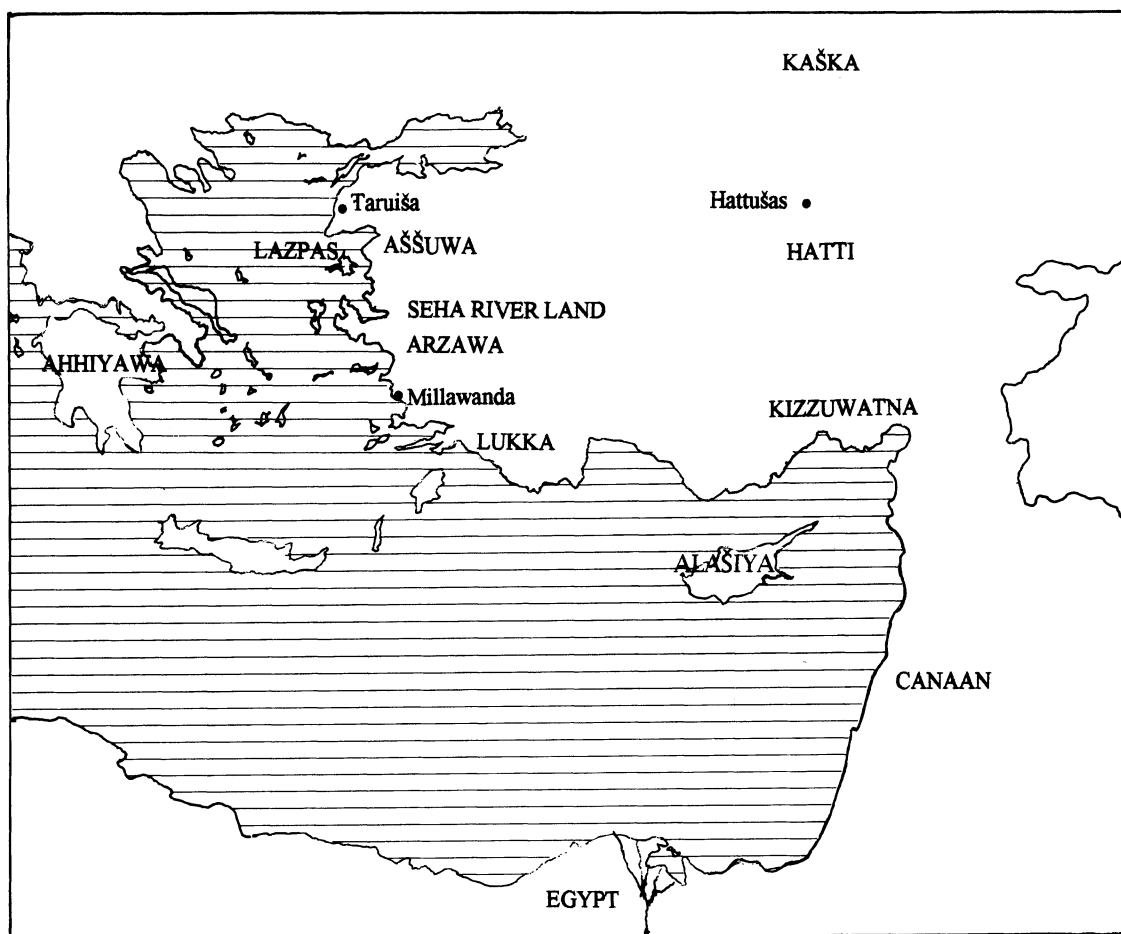 KAŠKA
Taruiša
Hattušas
LAZPAS
AŠŠUWA
HATTI
SEHA RIVER LAND
ARZAWA
AHHIYAWA
Millawanda
KIZZUWATNA
LUKKA
ALAŠIYA
CANAAN
EGYPT